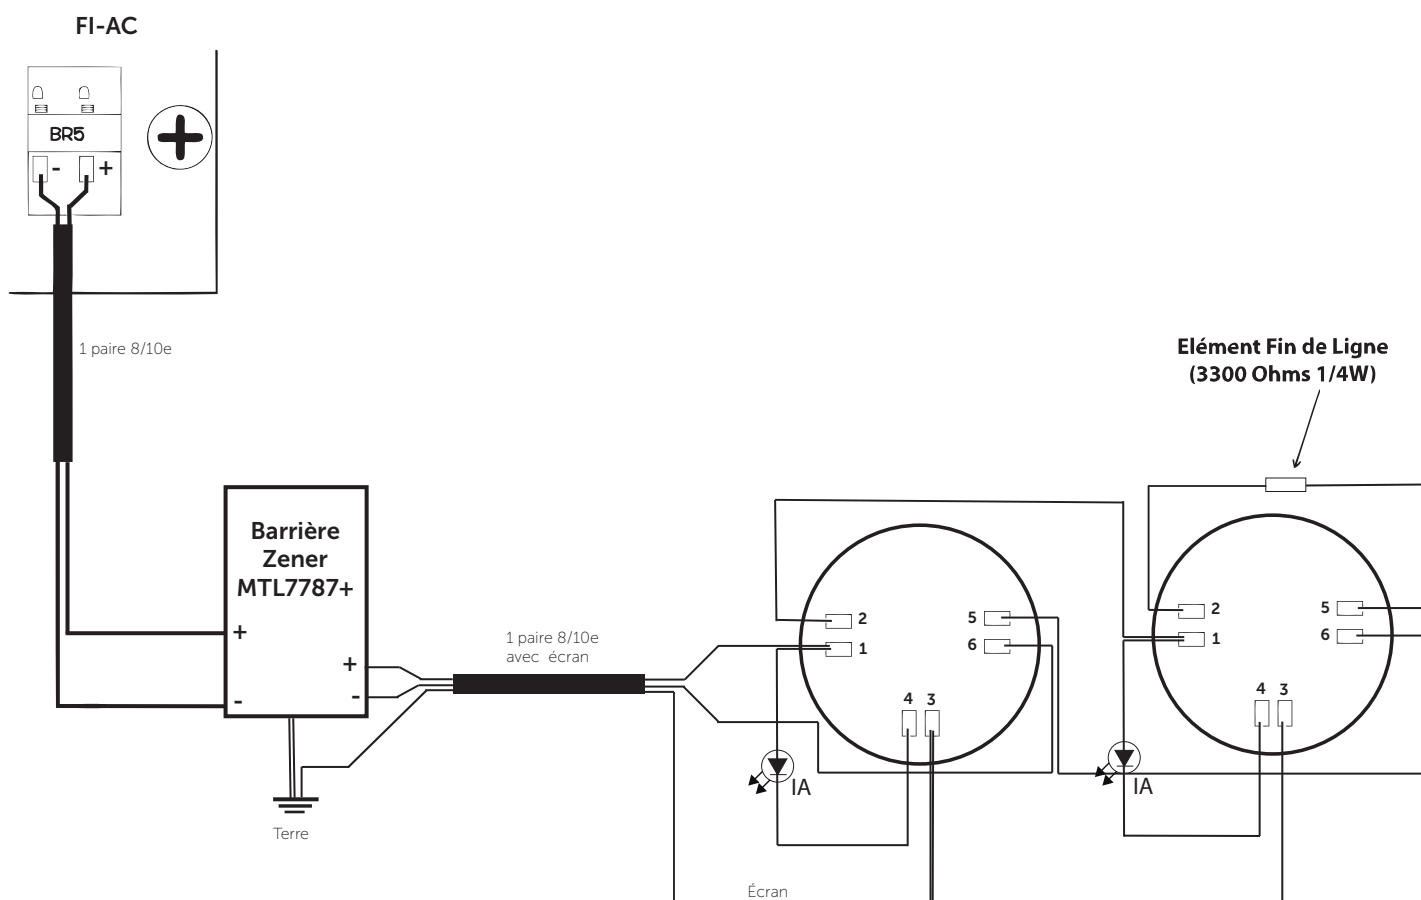 FI-AC
BR5
- +
1 paire 8/10e
Elément Fin de Ligne
(3300 Ohms 1/4W)
Barrière
Zener
MTL7787+
+
-
+
-
1 paire 8/10e
avec écran
2
1
5
6
4 3
IA
2
1
5
6
4 3
IA
Terre
Écran